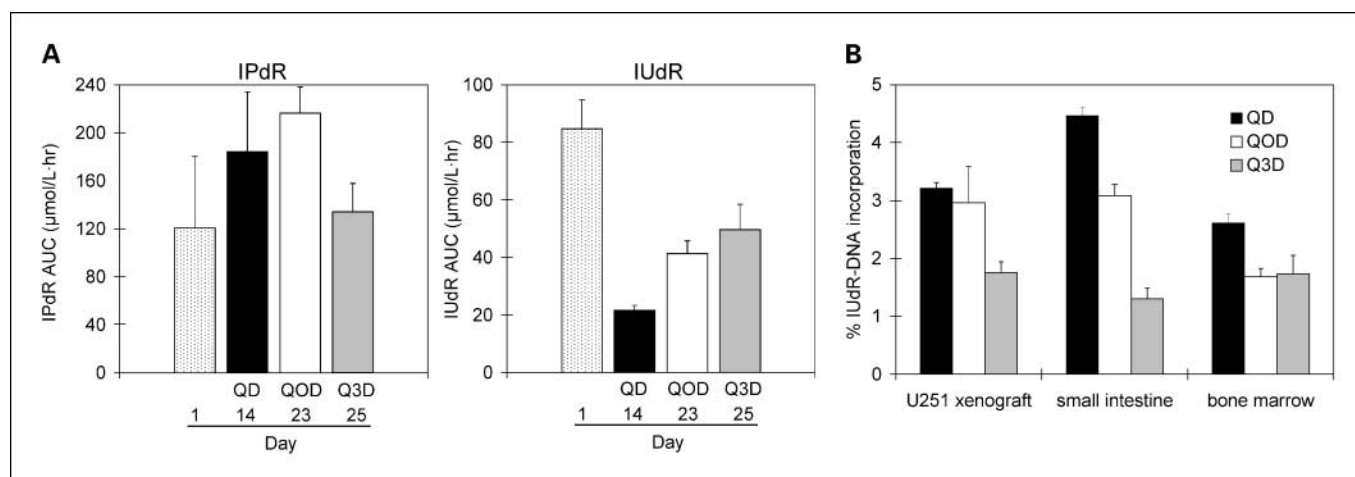 A
IPdR
IPdR AUC (µmol/L·hr)
240
200
160
120
80
40
0
QD QOD Q3D
1 14 23 25
Day
IUdR
IUdR AUC (µmol/L·hr)
100
80
60
40
20
0
QD QOD Q3D
1 14 23 25
Day
B
% IUdR-DNA incorporation
5
4
3
2
1
0
QD
QOD
Q3D
U251 xenograft small intestine bone marrow